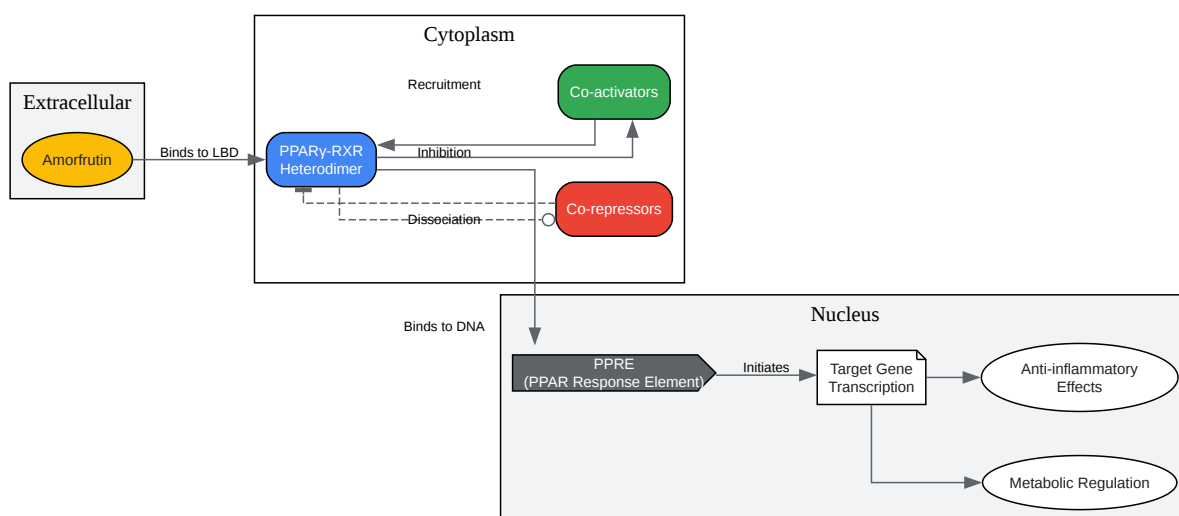 Cytoplasm
Extracellular
Amorfrutin
Binds to LBD
PPARγ-RXR
Heterodimer
Recruitment
Co-activators
Inhibition
Co-repressors
Dissociation
Binds to DNA
Nucleus
PPRE
(PPAR Response Element)
Initiates
Target Gene
Transcription
Anti-inflammatory
Effects
Metabolic Regulation